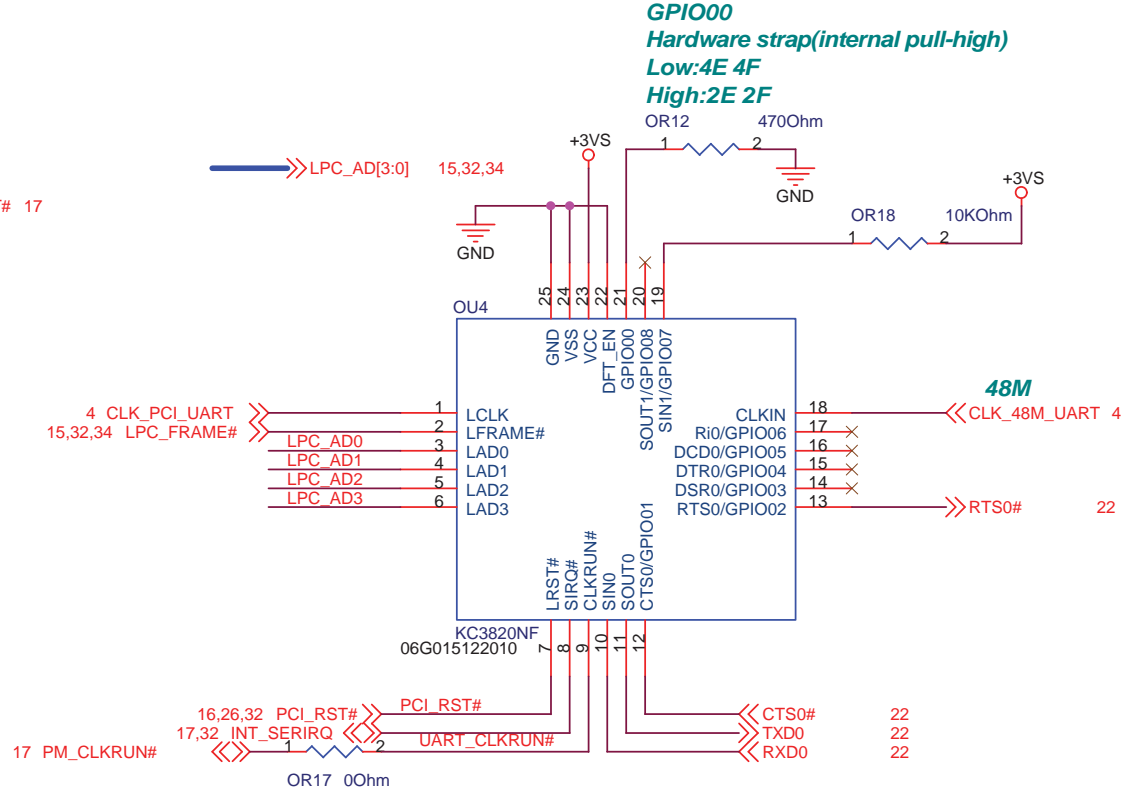 GPIO00
Hardware strap(internal pull-high)
Low:4E 4F
High:2E 2F
OR12
470Ohm
1
2
+3VS
LPC_AD[3:0] 15,32,34
GND
+3VS
# 17
OR18
10KOhm
1
2
GND
25
24
23
22
21
20
19
OU4
GND
VSS
VCC
DFT_EN
GPIO00
SOUT1/GPIO08
SIN1/GPIO07
48M
4 CLK_PCI_UART 1 LCLK
CLKIN 18 CLK_48M_UART 4
15,32,34 LPC_FRAME# 2 LFRAME#
Ri0/GPIO06 17
LPC_AD0 3 LAD0
DCD0/GPIO05 16
LPC_AD1 4 LAD1
DTR0/GPIO04 15
LPC_AD2 5 LAD2
DSR0/GPIO03 14
LPC_AD3 6 LAD3
RTS0/GPIO02 13 RTS0# 22
LRST#
SIRQ#
CLKRUN#
SIN0
SOUT0
CTS0/GPIO01
KC3820NF
06G015122010
7
8
9
10
11
12
16,26,32 PCI_RST# PCI_RST#
CTS0# 22
17,32 INT_SERIRQ
TXD0 22
17 PM_CLKRUN# 1 2 UART_CLKRUN#
RXD0 22
OR17 0Ohm